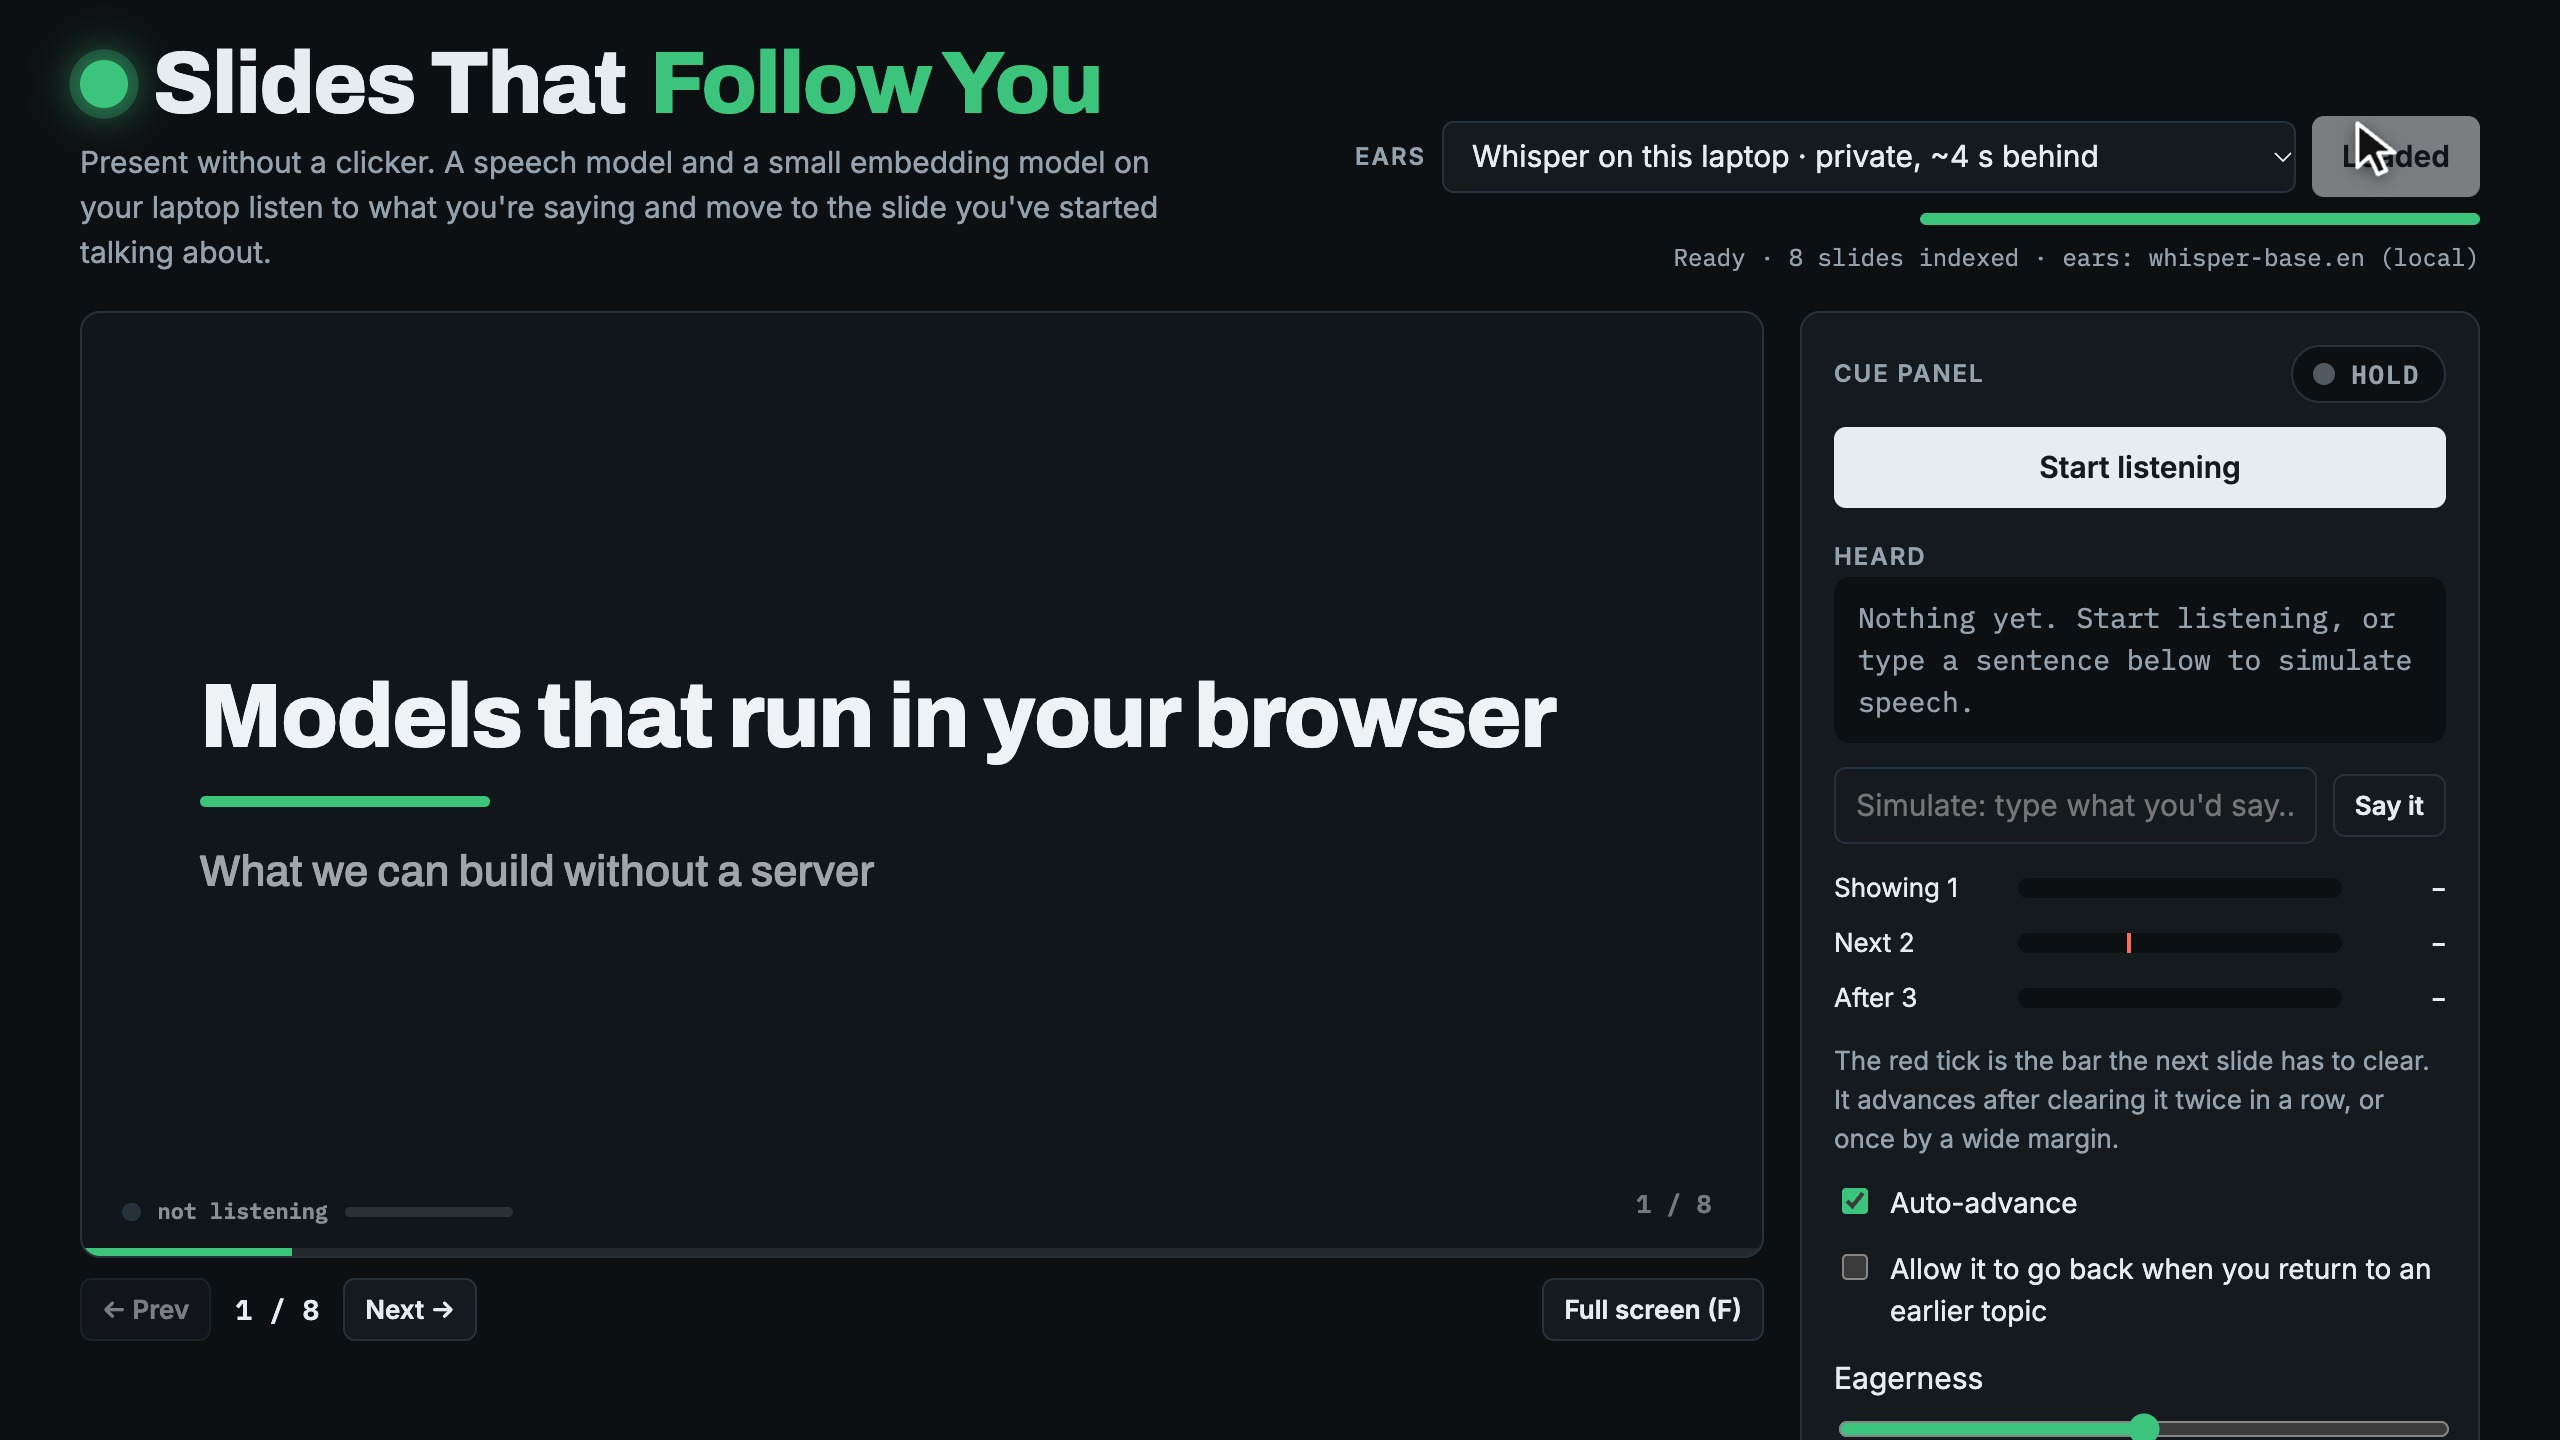 Slides That Follow You
Present without a clicker. A speech model and a small embedding model on
your laptop listen to what you're saying and move to the slide you've started
talking about.
EARS
Whisper on this laptop · private, ~4 s behind
Ready · 8 slides indexed · ears: whisper-base.en (local)
Models that run in your browser
What we can build without a server
not listening
1 / 8
← Prev
1 / 8
Next →
Full screen (F)
CUE PANEL
HOLD
Start listening
HEARD
Nothing yet. Start listening, or
type a sentence below to simulate
speech.
Simulate: type what you'd say..
Say it
Showing 1
–
Next 2
–
After 3
–
The red tick is the bar the next slide has to clear.
It advances after clearing it twice in a row, or
once by a wide margin.
Auto-advance
Allow it to go back when you return to an
earlier topic
Eagerness